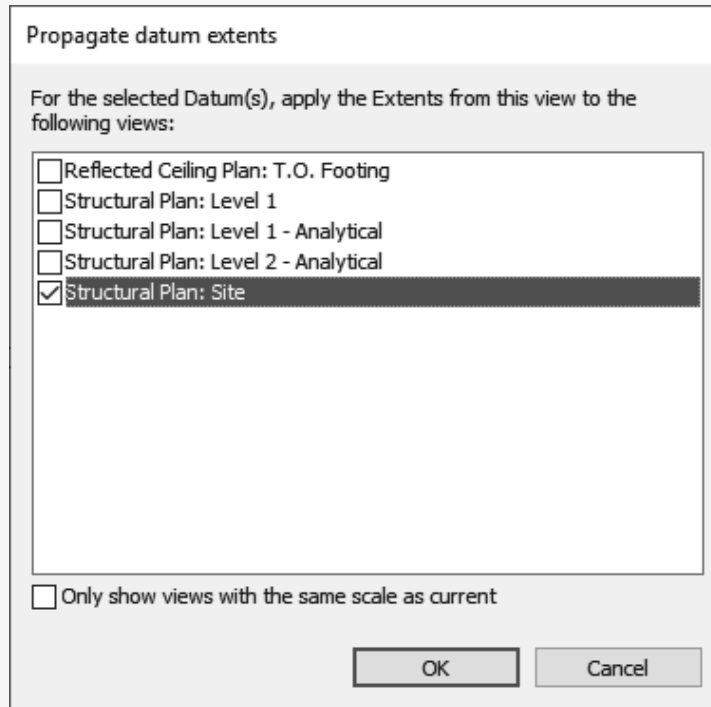 Propagate datum extents
For the selected Datum(s), apply the Extents from this view to the
following views:
Reflected Ceiling Plan: T.O. Footing
Structural Plan: Level 1
Structural Plan: Level 1 - Analytical
Structural Plan: Level 2 - Analytical
Structural Plan: Site
Only show views with the same scale as current
OK Cancel